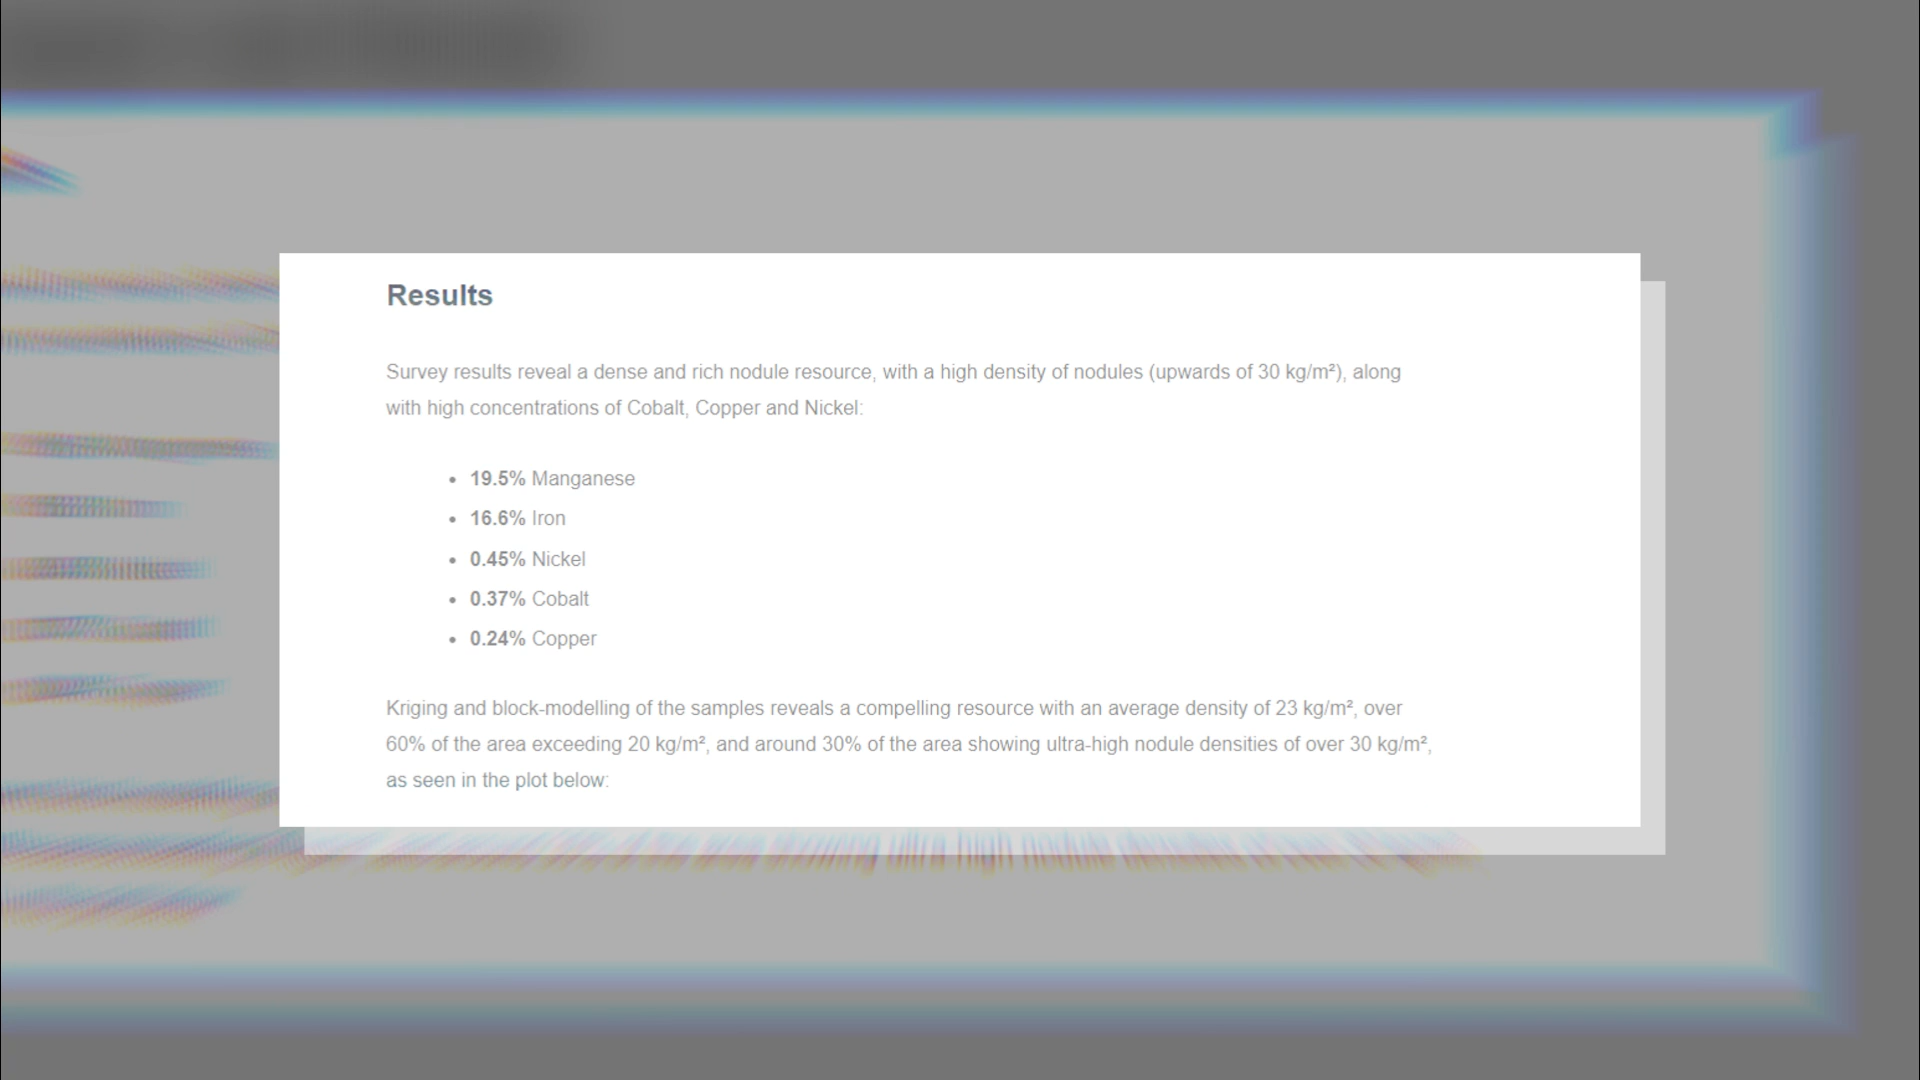 Results
Survey results reveal a dense and rich nodule resource, with a high density of nodules (upwards of 30 kg/m²), along
with high concentrations of Cobalt, Copper and Nickel:
• 19.5% Manganese
• 16.6% Iron
• 0.45% Nickel
• 0.37% Cobalt
• 0.24% Copper
Kriging and block-modelling of the samples reveals a compelling resource with an average density of 23 kg/m², over
60% of the area exceeding 20 kg/m², and around 30% of the area showing ultra-high nodule densities of over 30 kg/m²,
as seen in the plot below: